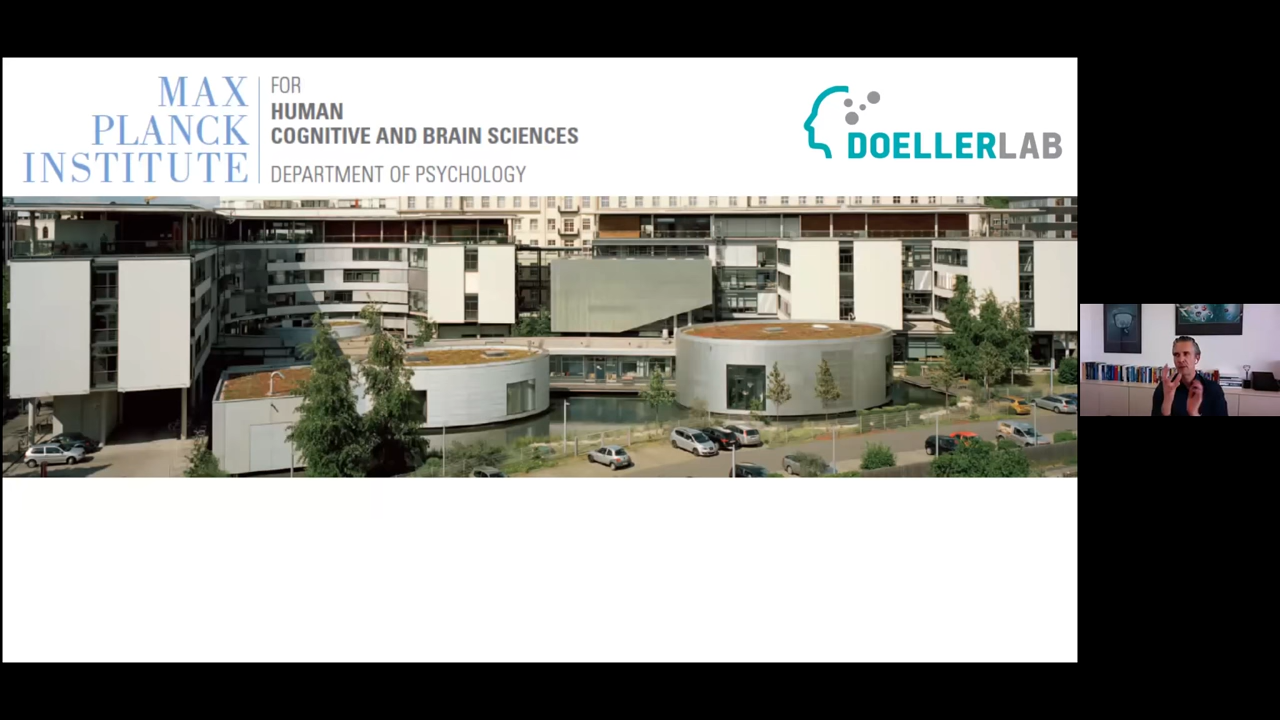 MAX
PLANCK
INSTITUTE
FOR
HUMAN
COGNITIVE AND BRAIN SCIENCES
DEPARTMENT OF PSYCHOLOGY
DOELLERLAB